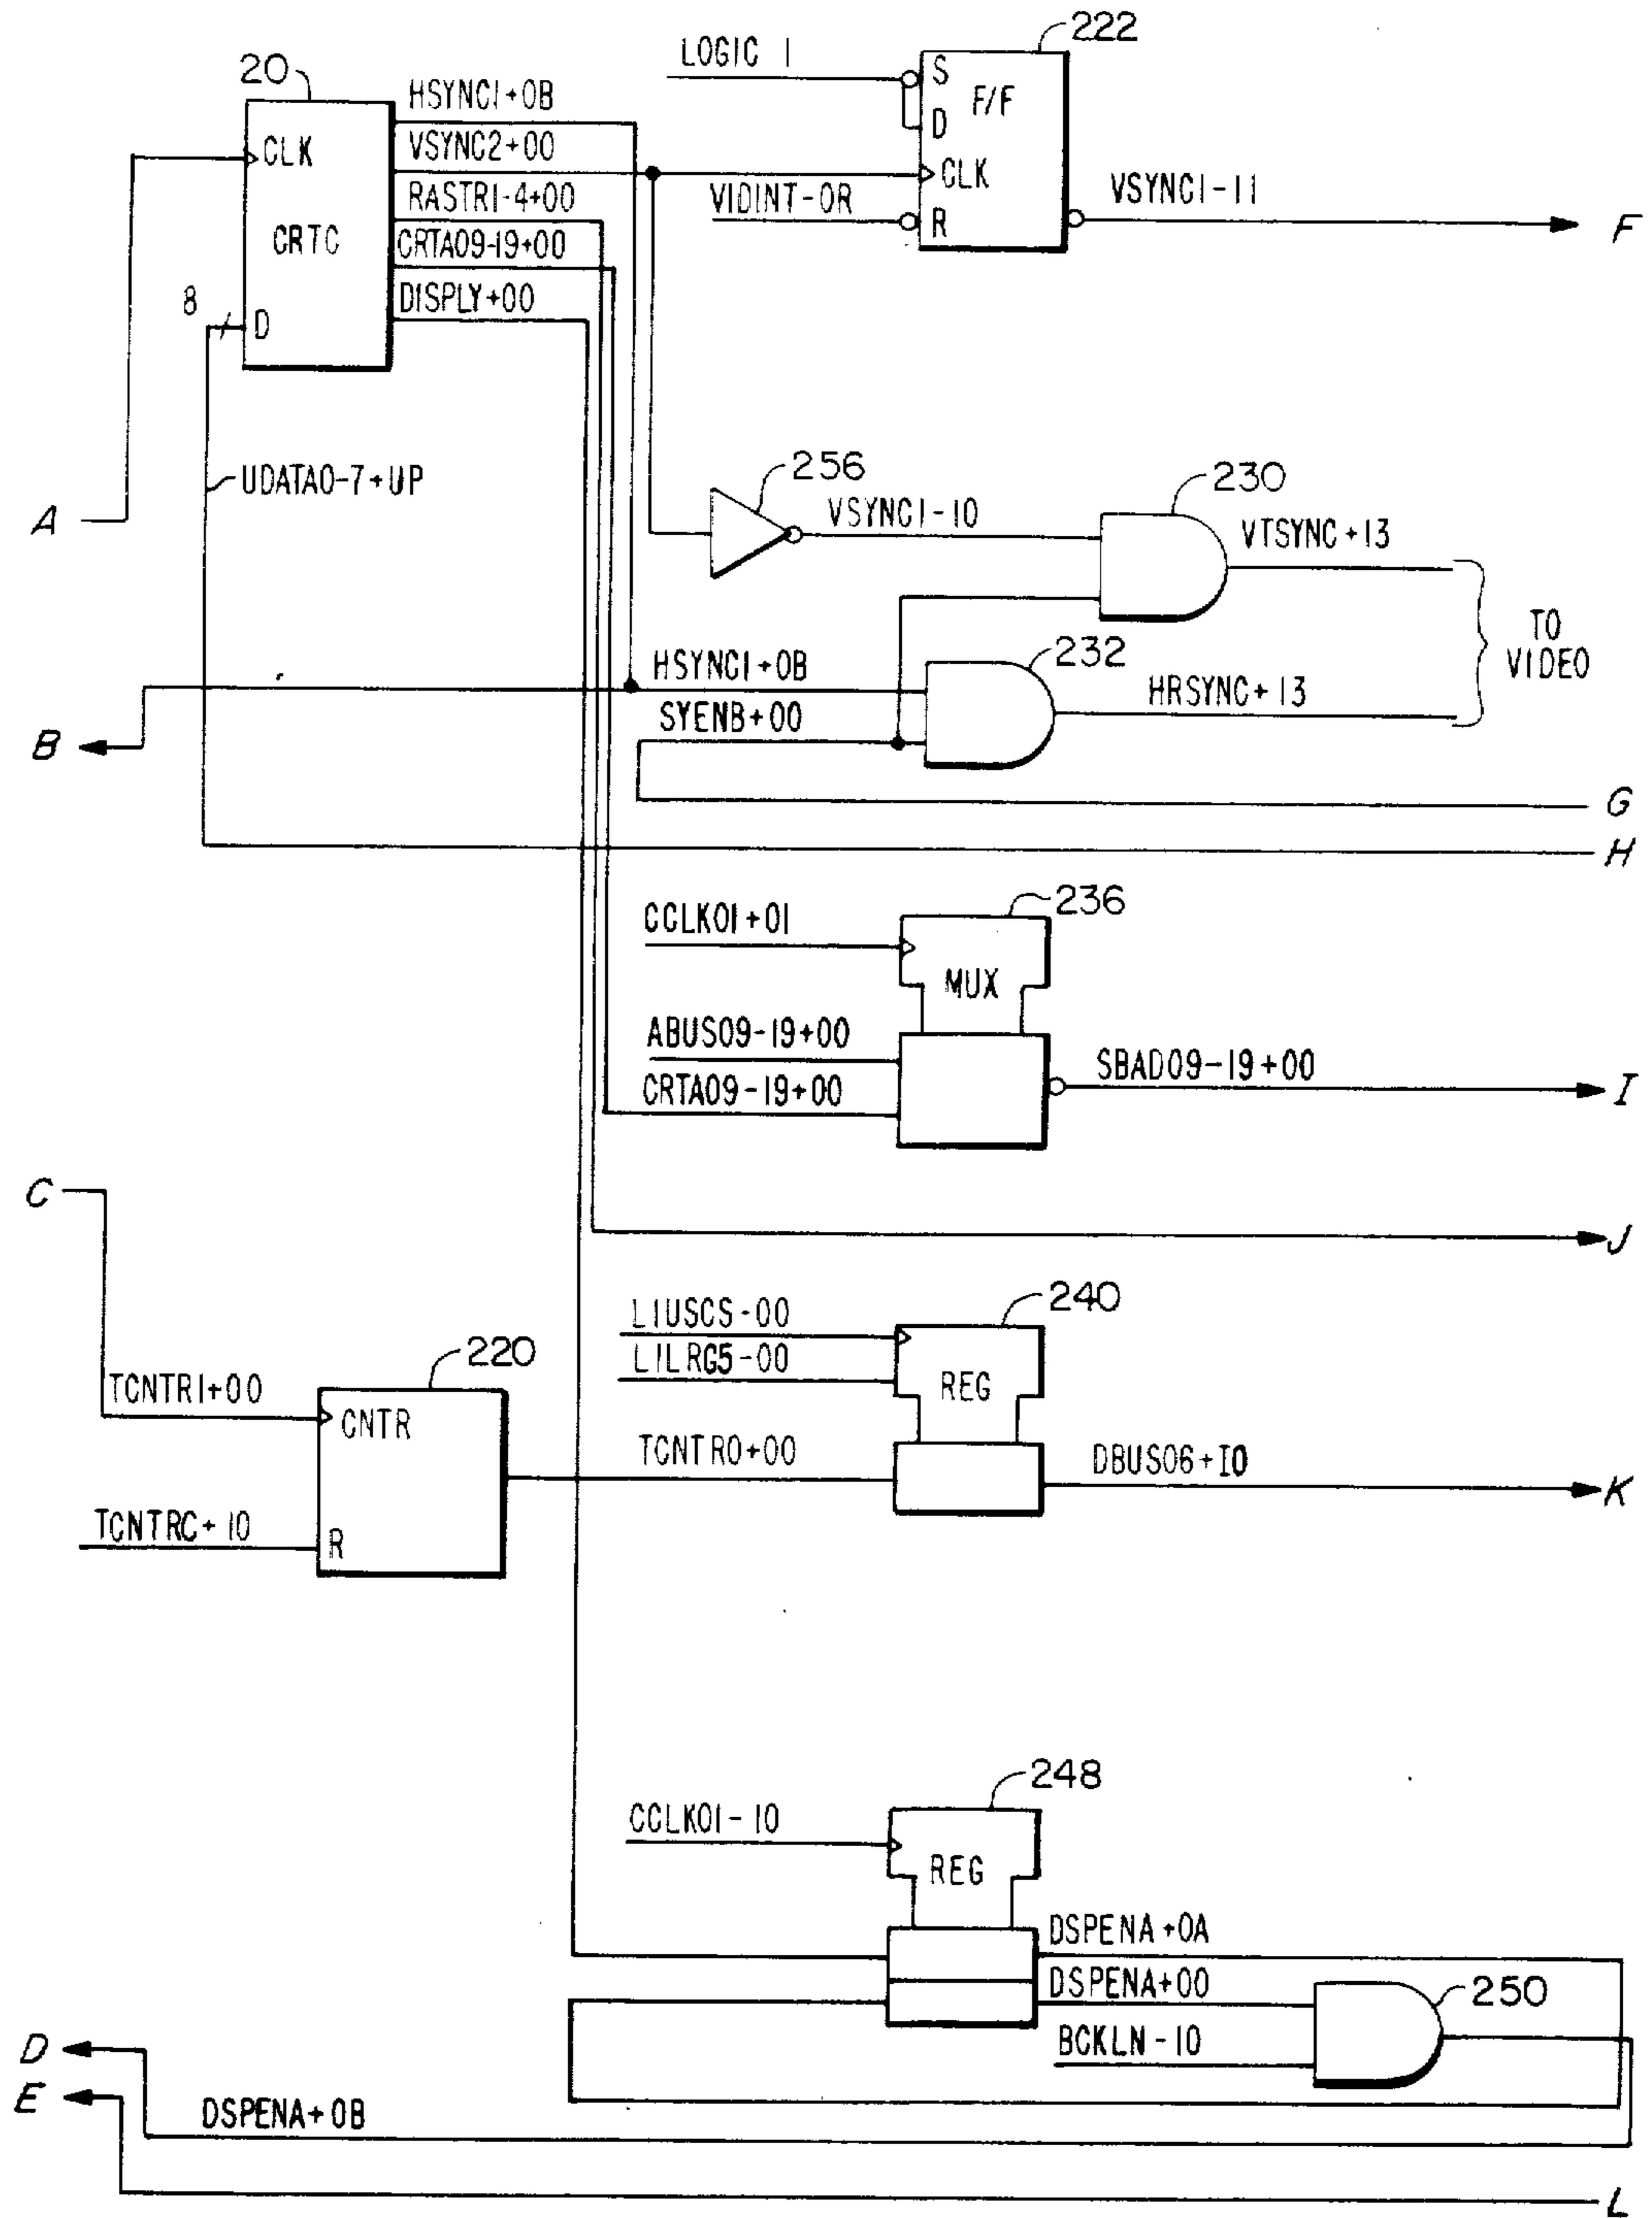 222
LOGIC 1
S
F/F
D
CLK
R
VIDINT-0R
VSYNC1-11
F
20
CLK
CRTC
D
8
HSYNC1+0B
VSYNC2+00
RASTR1-4+00
CRTA09-19+00
DISPLY+00
UDATA0-7+UP
A
256
VSYNC1-10
230
VTSYNC+13
TO
VIDEO
HSYNC1+0B
232
HRSYNC+13
SYENB+00
B
G
H
CCLK01+01
236
MUX
ABUS09-19+00
CRTA09-19+00
SBAD09-19+00
I
C
J
LIUSCS-00
LILRG5-00
240
REG
220
TCNTR1+00
CNTR
TCNTR0+00
DBUS06+I0
K
TCNTRC+10
R
CCLK01-10
248
REG
DSPENA+0A
DSPENA+00
250
BCKLN-10
D
E
DSPENA+0B
L